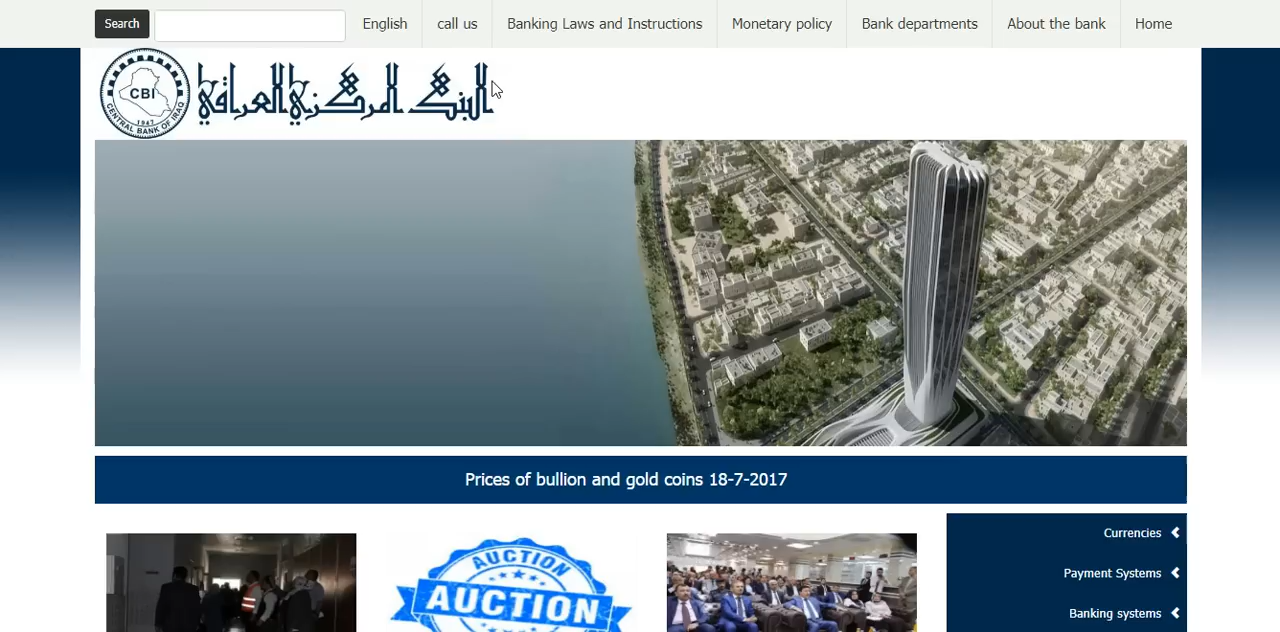 Search
English
call us
Banking Laws and Instructions
Monetary policy
Bank departments
About the bank
Home
CBI
1947
CENTRAL BANK OF IRAQ
البنك المركزي العراقي
Prices of bullion and gold coins 18-7-2017
AUCTION
AUCTION
Currencies
Payment Systems
Banking systems